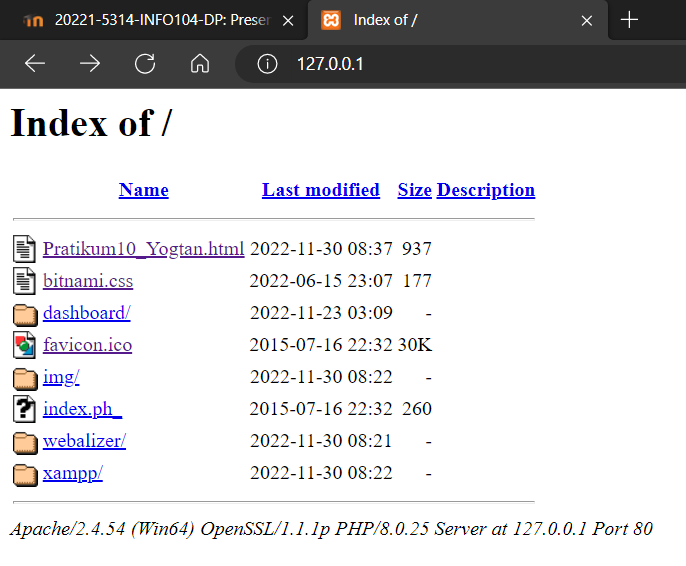 20221-5314-INFO104-DP: Presen
Index of /
127.0.0.1
Index of /
Name Last modified Size Description
Pratikum10_Yogtan.html 2022-11-30 08:37 937
bitnami.css 2022-06-15 23:07 177
dashboard/ 2022-11-23 03:09 -
favicon.ico 2015-07-16 22:32 30K
img/ 2022-11-30 08:22 -
index.ph_ 2015-07-16 22:32 260
webalizer/ 2022-11-30 08:21 -
xampp/ 2022-11-30 08:22 -
Apache/2.4.54 (Win64) OpenSSL/1.1.1p PHP/8.0.25 Server at 127.0.0.1 Port 80